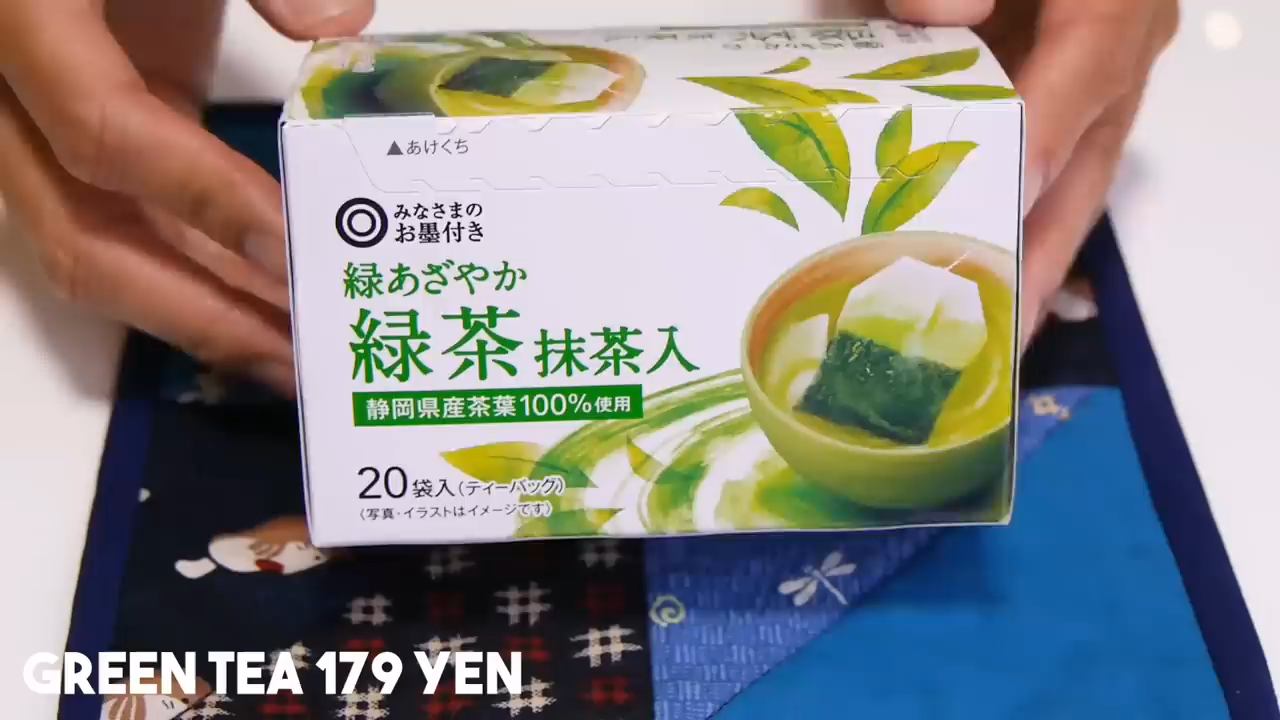 ▲あけくち
みなさまの
お墨付き
緑あざやか
緑茶 抹茶入
静岡県産茶葉100%使用
20袋入(ティーバッグ)
(写真・イラストはイメージです)
GREEN TEA 179 YEN